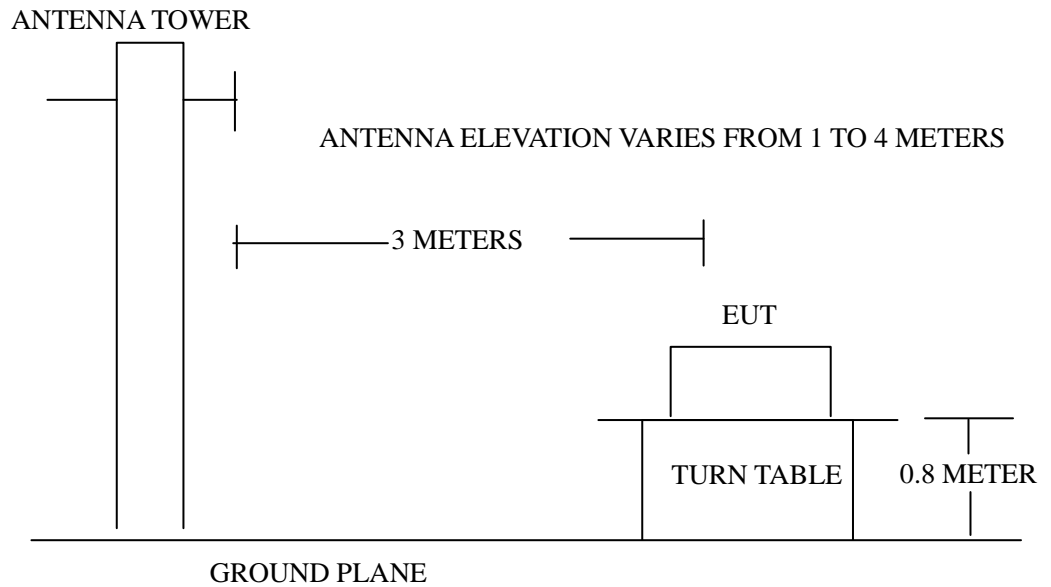 ANTENNA TOWER
ANTENNA ELEVATION VARIES FROM 1 TO 4 METERS
3 METERS
EUT
TURN TABLE
0.8 METER
GROUND PLANE